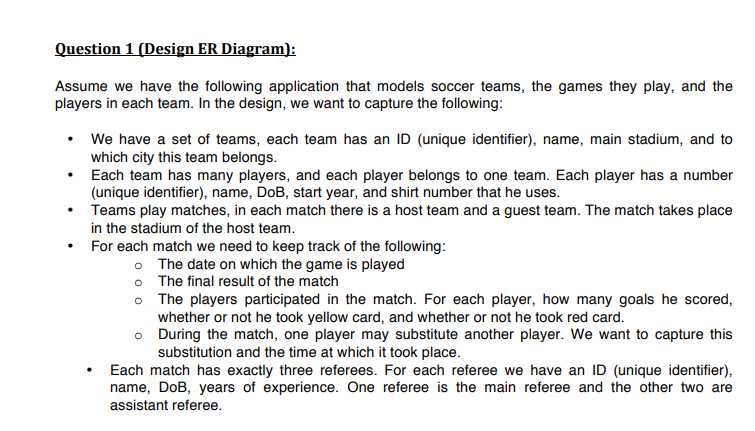 Question 1 (Design ER Diagram):
Assume we have the following application that models soccer teams, the games they play, and the
players in each team. In the design, we want to capture the following:
• We have a set of teams, each team has an ID (unique identifier), name, main stadium, and to
which city this team belongs.
• Each team has many players, and each player belongs to one team. Each player has a number
(unique identifier), name, DoB, start year, and shirt number that he uses.
• Teams play matches, in each match there is a host team and a guest team. The match takes place
in the stadium of the host team.
• For each match we need to keep track of the following:
o The date on which the game is played
o The final result of the match
o The players participated in the match. For each player, how many goals he scored,
whether or not he took yellow card, and whether or not he took red card.
o During the match, one player may substitute another player. We want to capture this
substitution and the time at which it took place.
• Each match has exactly three referees. For each referee we have an ID (unique identifier),
name, DoB, years of experience. One referee is the main referee and the other two are
assistant referee.